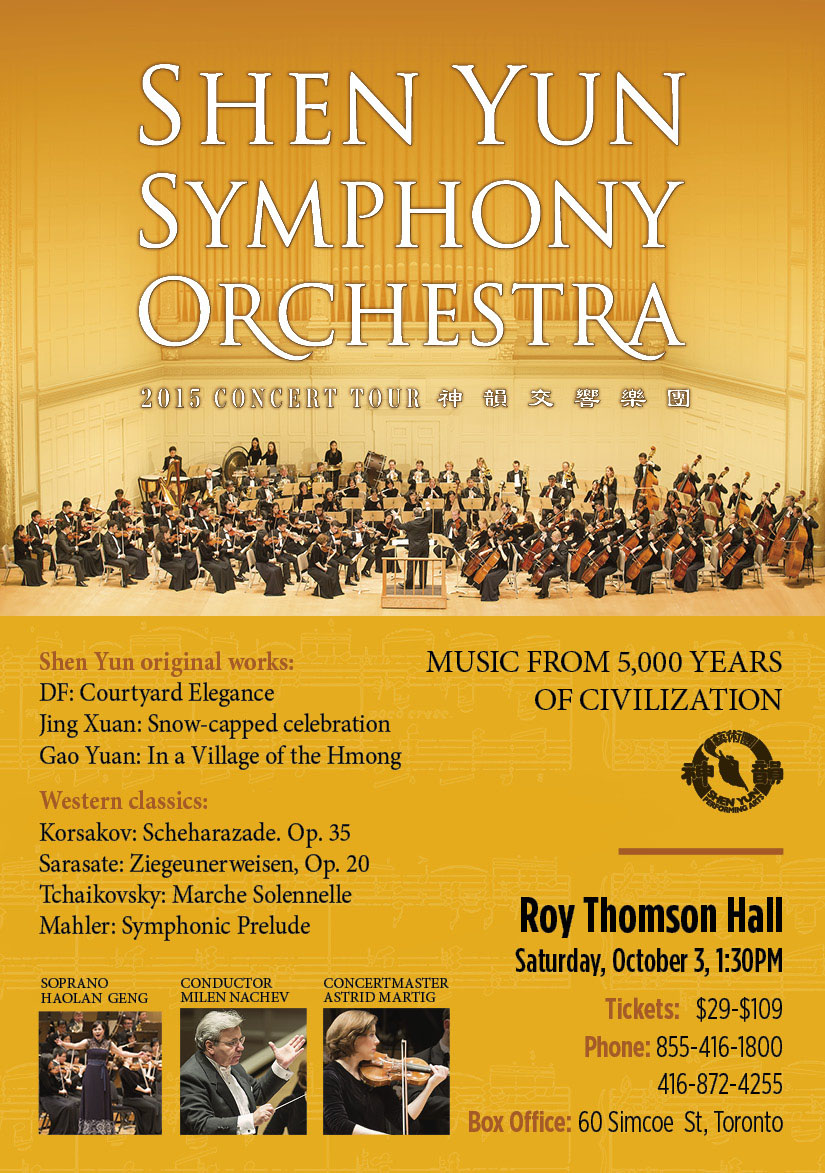 SHEN YUN
SYMPHONY
ORCHESTRA
2015 CONCERT TOUR 神韻交響樂團
Shen Yun original works:
DF: Courtyard Elegance
Jing Xuan: Snow-capped celebration
Gao Yuan: In a Village of the Hmong
Western classics:
Korsakov: Scheharazade. Op. 35
Sarasate: Ziegeunerweisen, Op. 20
Tchaikovsky: Marche Solennelle
Mahler: Symphonic Prelude
SOPRANO
HAOLAN GENG
CONDUCTOR
MILEN NACHEV
CONCERTMASTER
ASTRID MARTIG
MUSIC FROM 5,000 YEARS
OF CIVILIZATION
藝術團
神韻
SHEN YUN
PERFORMING ARTS
Roy Thomson Hall
Saturday, October 3, 1:30PM
Tickets: $29-$109
Phone: 855-416-1800
416-872-4255
Box Office: 60 Simcoe St, Toronto